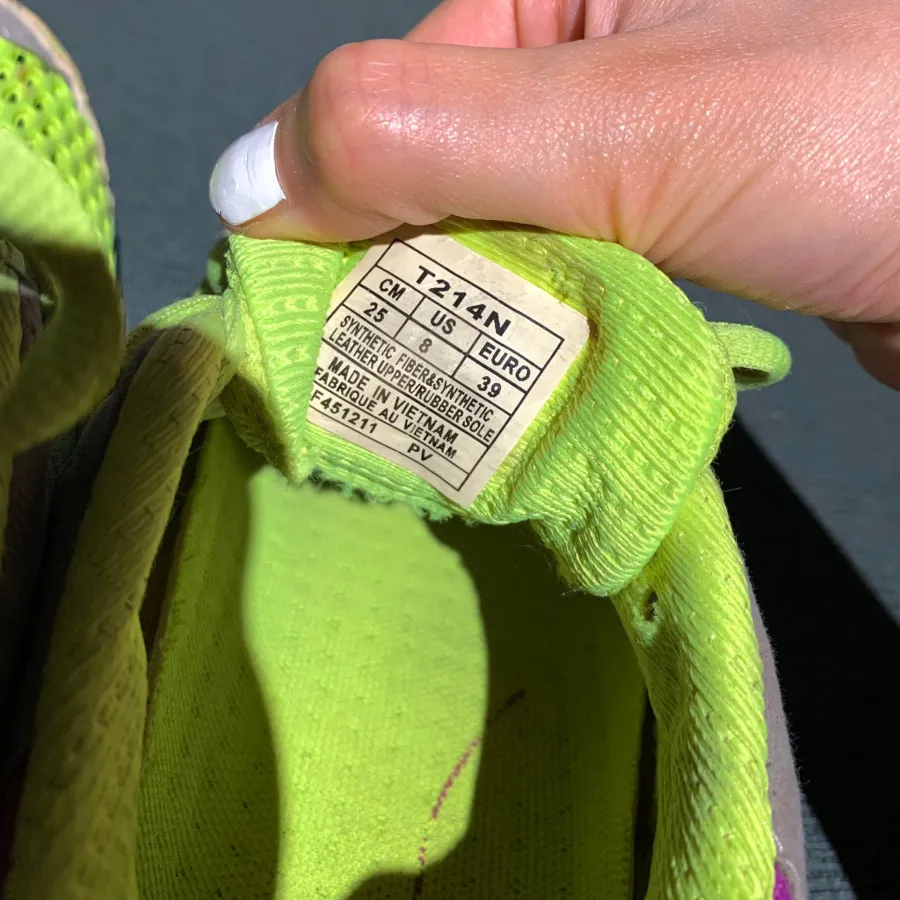 T214N
CM US EURO
25 8 39
SYNTHETIC FIBER&SYNTHETIC
LEATHER UPPER/RUBBER SOLE
MADE IN VIETNAM
FABRIQUE AU VIETNAM
F451211 PV